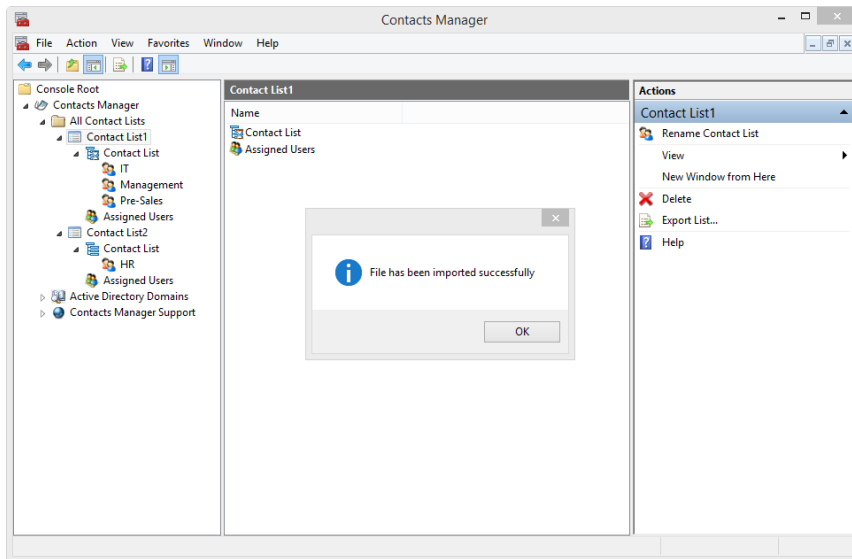 Contacts Manager
File Action View Favorites Window Help
Console Root
Contacts Manager
All Contact Lists
Contact List1
Contact List
IT
Management
Pre-Sales
Assigned Users
Contact List2
Contact List
HR
Assigned Users
Active Directory Domains
Contacts Manager Support
Contact List1
Name
Contact List
Assigned Users
File has been imported successfully
OK
Actions
Contact List1
Rename Contact List
View
New Window from Here
Delete
Export List...
Help